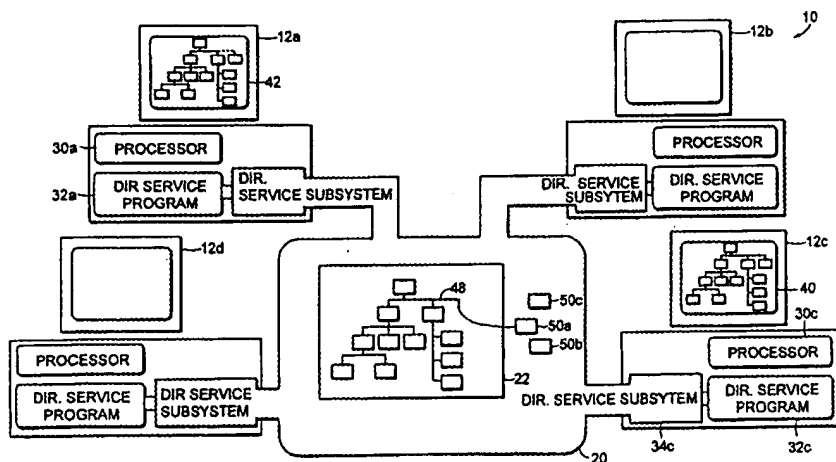 10
12a
12b
42
30a
PROCESSOR
PROCESSOR
32a
DIR SERVICE
PROGRAM
DIR.
SERVICE SUBSYSTEM
DIR. SERVICE
SUBSYTEM
DIR. SERVICE
PROGRAM
12d
12c
48
50c
50a
50b
40
30c
PROCESSOR
PROCESSOR
DIR. SERVICE
PROGRAM
DIR SERVICE
SUBSYSTEM
22
DIR. SERVICE SUBSYTEM
DIR. SERVICE
PROGRAM
34c
32c
20